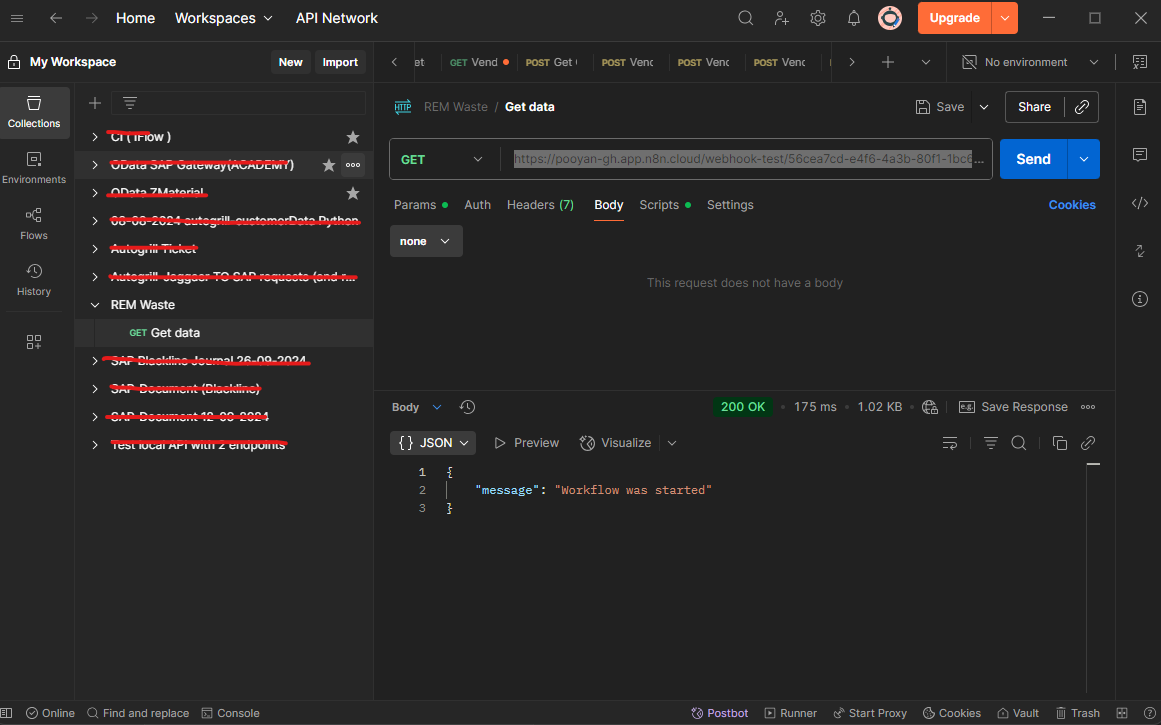 Home Workspaces API Network Upgrade
My Workspace New Import GET Vend POST Get POST Venc POST Venc POST Venc No environment
Collections
Environments
Flows
History
CI ( iFlow )
OData SAP Gateway(ACADEMY)
OData ZMaterial
08-08-2024 autogrill-customerData Python
Autogrill Ticket
Autogrill-Jaggaer TO SAP requests (and r...
REM Waste
GET Get data
SAP Blackline Journal 26-09-2024
SAP-Document (Blackline)
SAP-Document 12-09-2024
Test local API with 2 endpoints
HTTP REM Waste / Get data Save Share
GET https://pooyan-gh.app.n8n.cloud/webhook-test/56cea7cd-e4f6-4a3b-80f1-1bc6... Send
Params Auth Headers (7) Body Scripts Settings Cookies
none
This request does not have a body
Body 200 OK 175 ms 1.02 KB e.g. Save Response
{} JSON Preview Visualize
1 {
2 "message": "Workflow was started"
3 }
Online Find and replace Console Postbot Runner Start Proxy Cookies Vault Trash